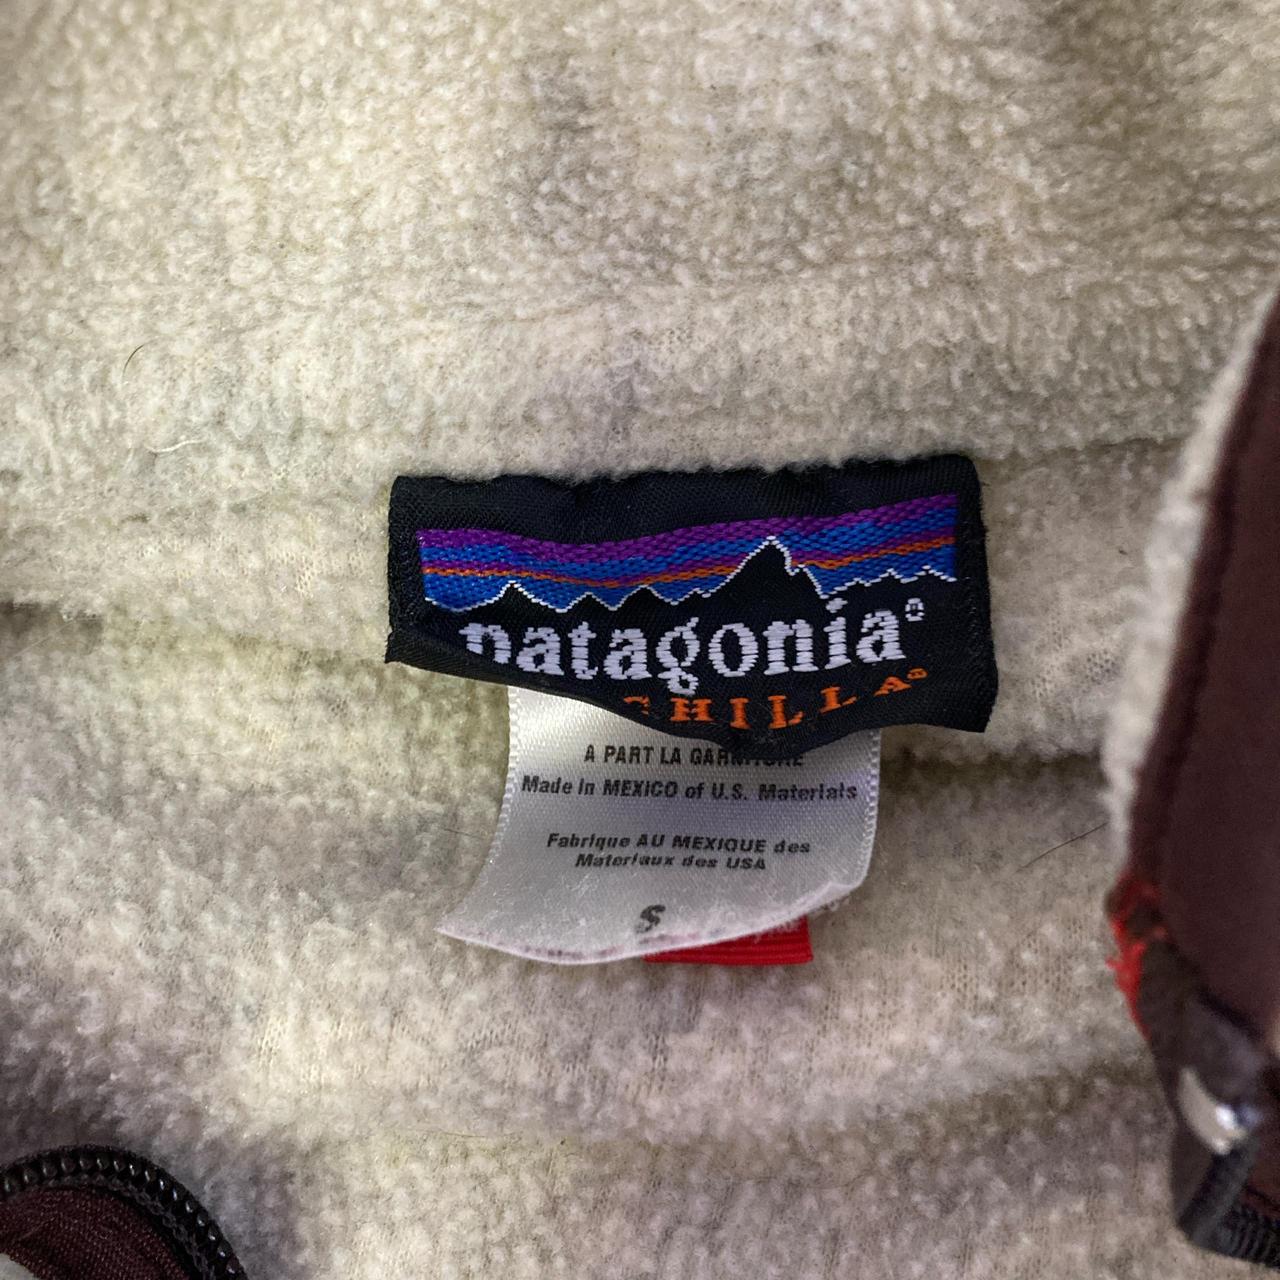 patagonia®
CHILLA®
A PART LA GARNITURE
Made in MEXICO of U.S. Materials
Fabrique AU MEXIQUE des
Materiaux des USA
S